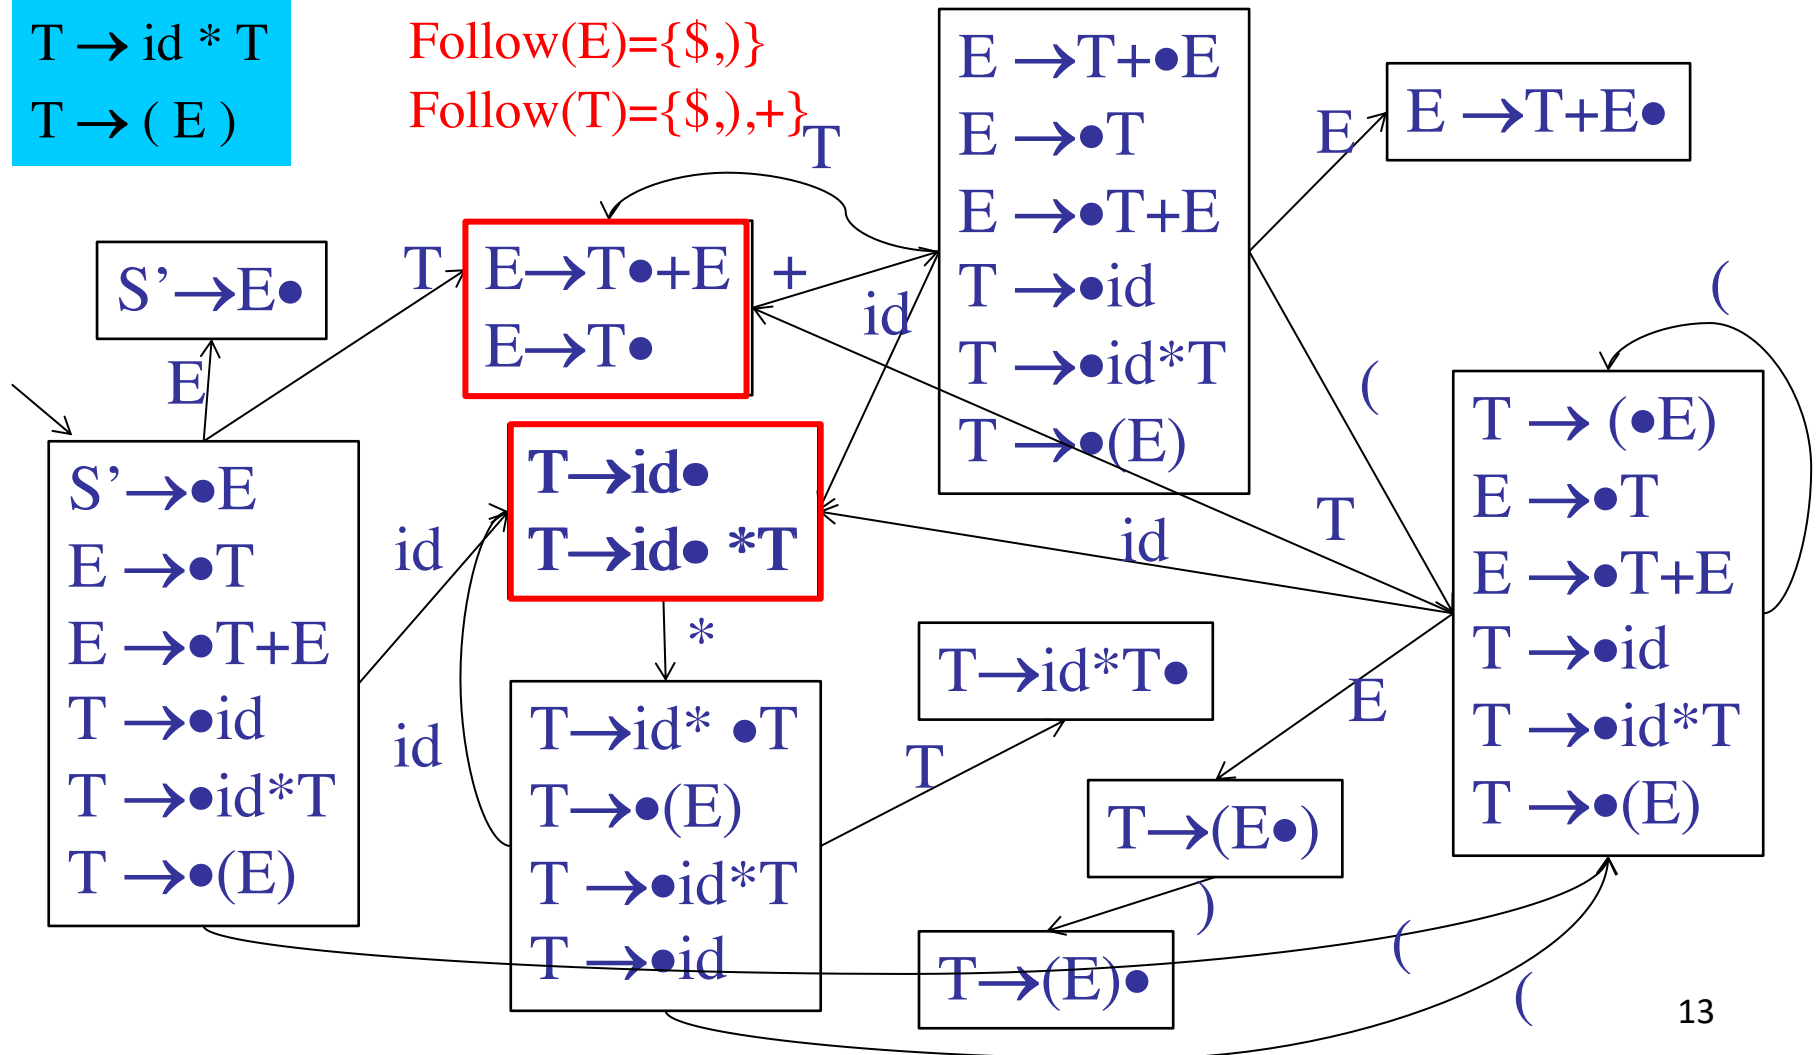 T → id * T
T → ( E )
Follow(E)={$,)}
Follow(T)={$,),+}
E →T+●E
E →●T
E →●T+E
T →●id
T →●id*T
T →●(E)
E →T+E●
E
T
S’→E●
E
T
E→T●+E
E→T●
+
id
(
(
T→id●
T→id● *T
S’→●E
E →●T
E →●T+E
T →●id
T →●id*T
T →●(E)
id
id
*
T→id* ●T
T→●(E)
T →●id*T
T →●id
T
T→id*T●
id
T
E
T → (●E)
E →●T
E →●T+E
T →●id
T →●id*T
T →●(E)
T→(E●)
)
T→(E)●
(
(
13